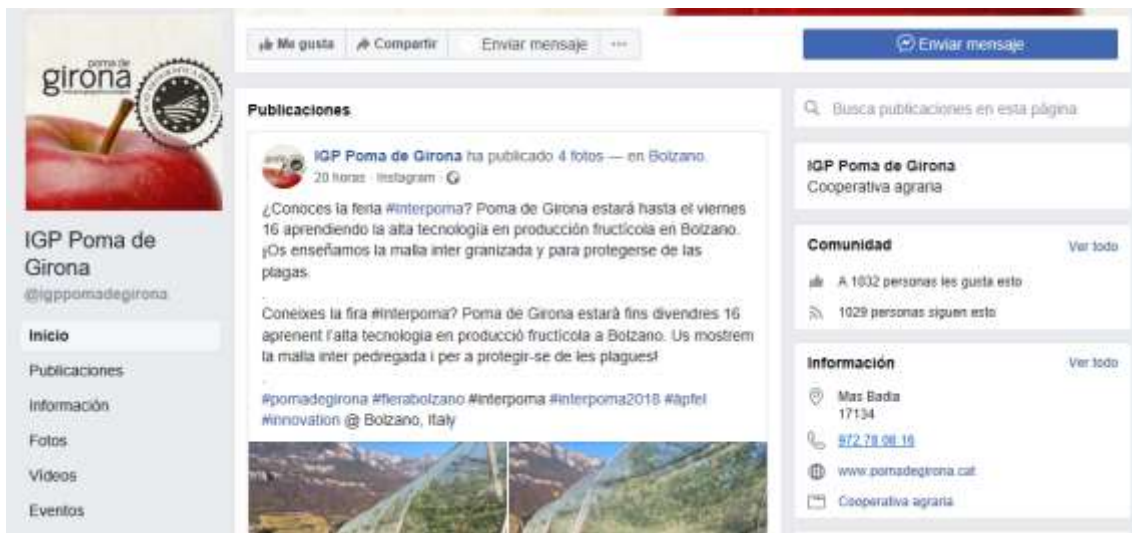 poma de
girona
IGP Poma de
Girona
@igppomadegirona
Inicio
Publicaciones
Información
Fotos
Vídeos
Eventos
Me gusta Compartir Enviar mensaje ...
Publicaciones
IGP Poma de Girona ha publicado 4 fotos — en Bolzano.
20 horas · Instagram ·
¿Conoces la feria #Interpoma? Poma de Girona estará hasta el viernes
16 aprendiendo la alta tecnología en producción fructícola en Bolzano.
¡Os enseñamos la malla inter granizada y para protegerse de las
plagas.
.
Coneixes la fira #Interpoma? Poma de Girona estarà fins divendres 16
aprenent l'alta tecnologia en producció fructícola a Bolzano. Us mostrem
la malla inter pedregada i per a protegir-se de les plagues!
.
#pomadegirona #fierabolzano #interpoma #interpoma2018 #äpfel
#innovation @ Bolzano, Italy
Enviar mensaje
Busca publicaciones en esta página
IGP Poma de Girona
Cooperativa agraria
Comunidad Ver todo
A 1032 personas les gusta esto
1029 personas siguen esto
Información Ver todo
Mas Badia
17134
972 78 08 16
www.pomadegirona.cat
Cooperativa agraria